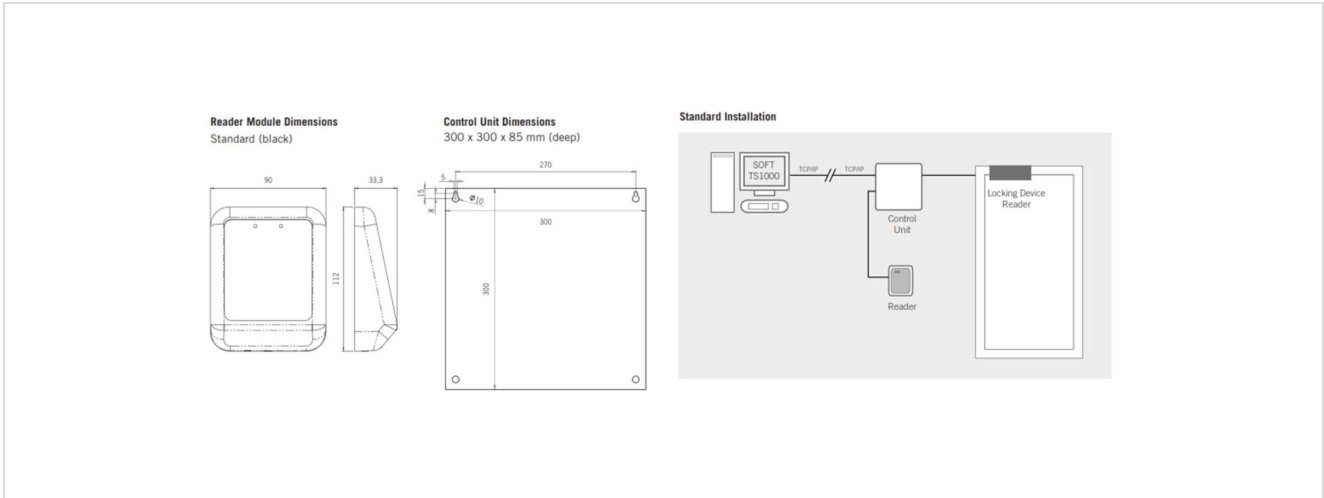 Reader Module Dimensions
Standard (black)
90
33,3
112
Control Unit Dimensions
300 x 300 x 85 mm (deep)
270
5
15
8
ø10
300
300
Standard Installation
SOFT
TS1000
TCP/IP
TCP/IP
Control
Unit
Reader
Locking Device
Reader